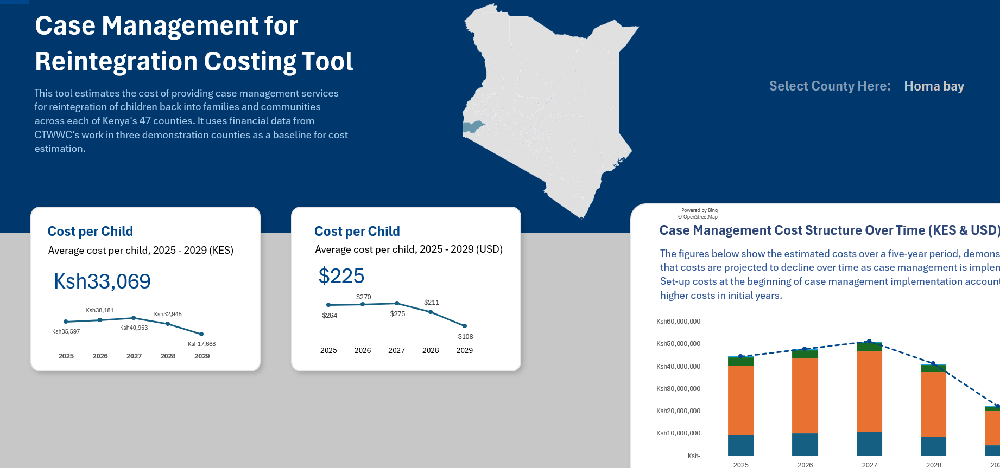 Case Management for
Reintegration Costing Tool
This tool estimates the cost of providing case management services
for reintegration of children back into families and communities
across each of Kenya's 47 counties. It uses financial data from
CTWWC's work in three demonstration counties as a baseline for cost
estimation.
Select County Here: Homa bay
Cost per Child
Average cost per child, 2025 - 2029 (KES)
Ksh33,069
Ksh35,597
Ksh38,181
Ksh40,953
Ksh32,945
Ksh17,668
2025 2026 2027 2028 2029
Cost per Child
Average cost per child, 2025 - 2029 (USD)
$225
$264
$270
$275
$211
$108
2025 2026 2027 2028 2029
Powered by Bing
© OpenStreetMap
Case Management Cost Structure Over Time (KES & USD)
The figures below show the estimated costs over a five-year period, demons
that costs are projected to decline over time as case management is implem
Set-up costs at the beginning of case management implementation account
higher costs in initial years.
Ksh60,000,000
Ksh50,000,000
Ksh40,000,000
Ksh30,000,000
Ksh20,000,000
Ksh10,000,000
Ksh-
2025 2026 2027 2028 202